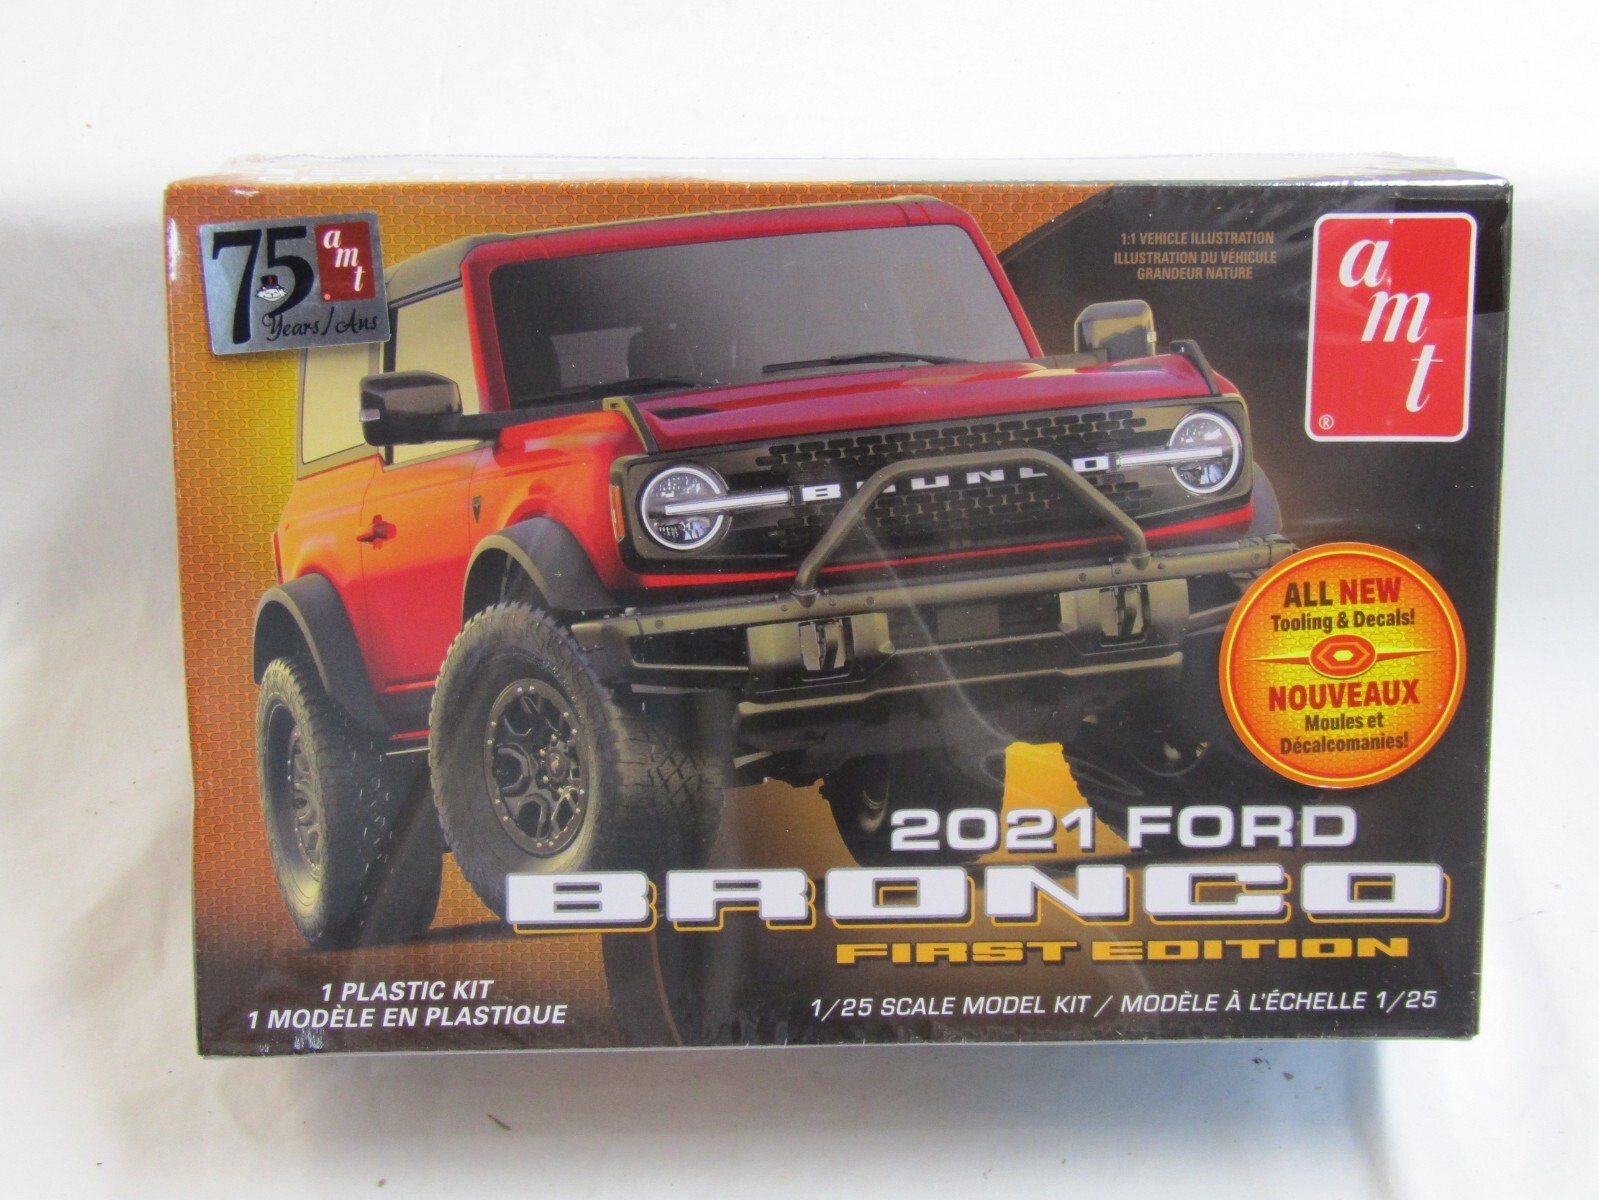 75 amt
Years/Ans
1:1 VEHICLE ILLUSTRATION
ILLUSTRATION DU VÉHICULE
GRANDEUR NATURE
amt
®
BRONCO
ALL NEW
Tooling & Decals!
NOUVEAUX
Moules et
Décalcomanies!
2021 FORD
BRONCO
FIRST EDITION
1 PLASTIC KIT
1 MODÈLE EN PLASTIQUE
1/25 SCALE MODEL KIT / MODÈLE À L'ÉCHELLE 1/25